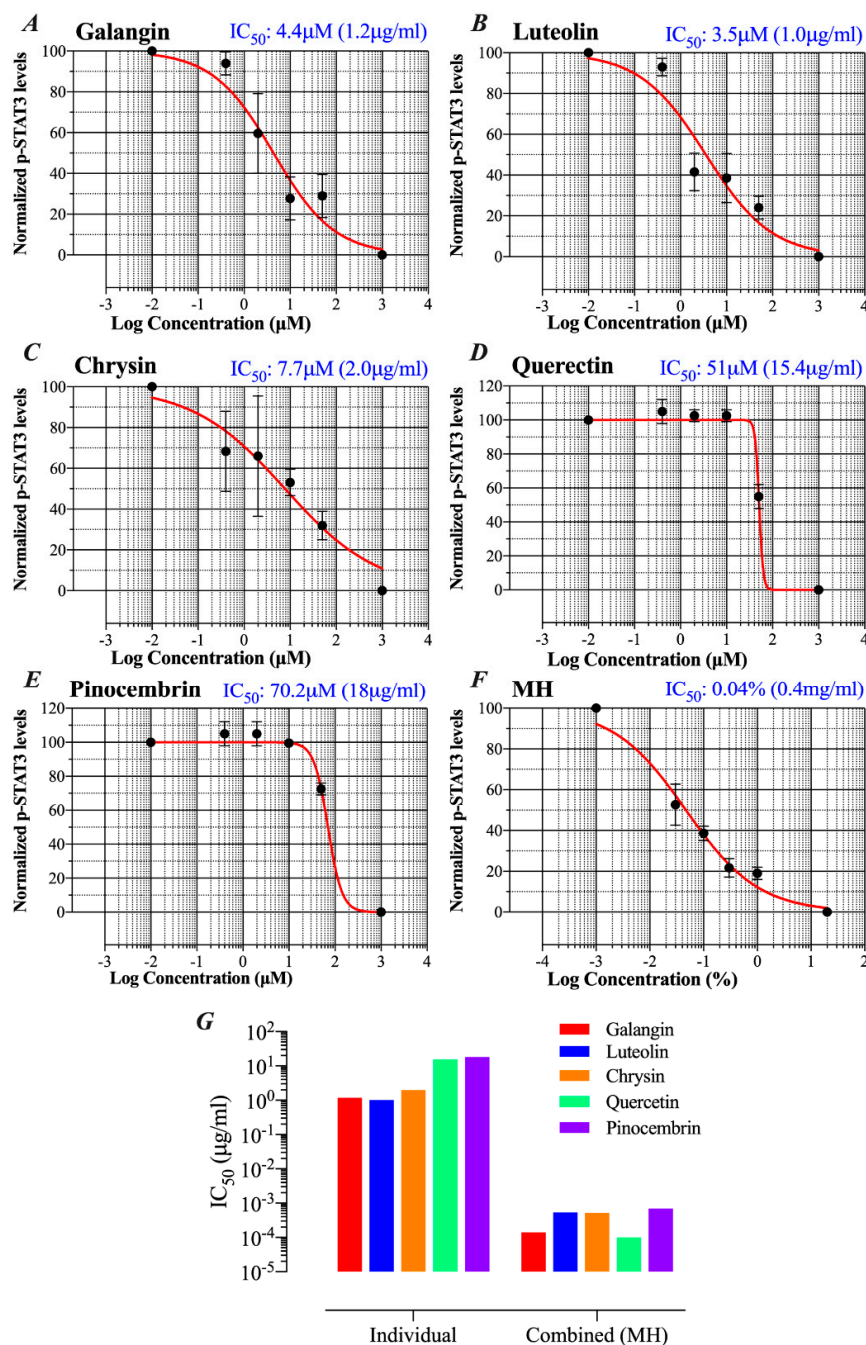 A Galangin IC50: 4.4μM (1.2μg/ml)
Normalized p-STAT3 levels
100
80
60
40
20
0
-3 -2 -1 0 1 2 3 4
Log Concentration (μM)
B Luteolin IC50: 3.5μM (1.0μg/ml)
Normalized p-STAT3 levels
100
80
60
40
20
0
-3 -2 -1 0 1 2 3 4
Log Concentration (μM)
C Chrysin IC50: 7.7μM (2.0μg/ml)
Normalized p-STAT3 levels
100
80
60
40
20
0
-3 -2 -1 0 1 2 3 4
Log Concentration (μM)
D Querectin IC50: 51μM (15.4μg/ml)
Normalized p-STAT3 levels
120
100
80
60
40
20
0
-3 -2 -1 0 1 2 3 4
Log Concentration (μM)
E Pinocembrin IC50: 70.2μM (18μg/ml)
Normalized p-STAT3 levels
120
100
80
60
40
20
0
-3 -2 -1 0 1 2 3 4
Log Concentration (μM)
F MH IC50: 0.04% (0.4mg/ml)
Normalized p-STAT3 levels
100
80
60
40
20
0
-4 -3 -2 -1 0 1 2
Log Concentration (%)
G
IC50 (μg/ml)
10^2
10^1
10^0
10^-1
10^-2
10^-3
10^-4
10^-5
Galangin
Luteolin
Chrysin
Quercetin
Pinocembrin
Individual Combined (MH)